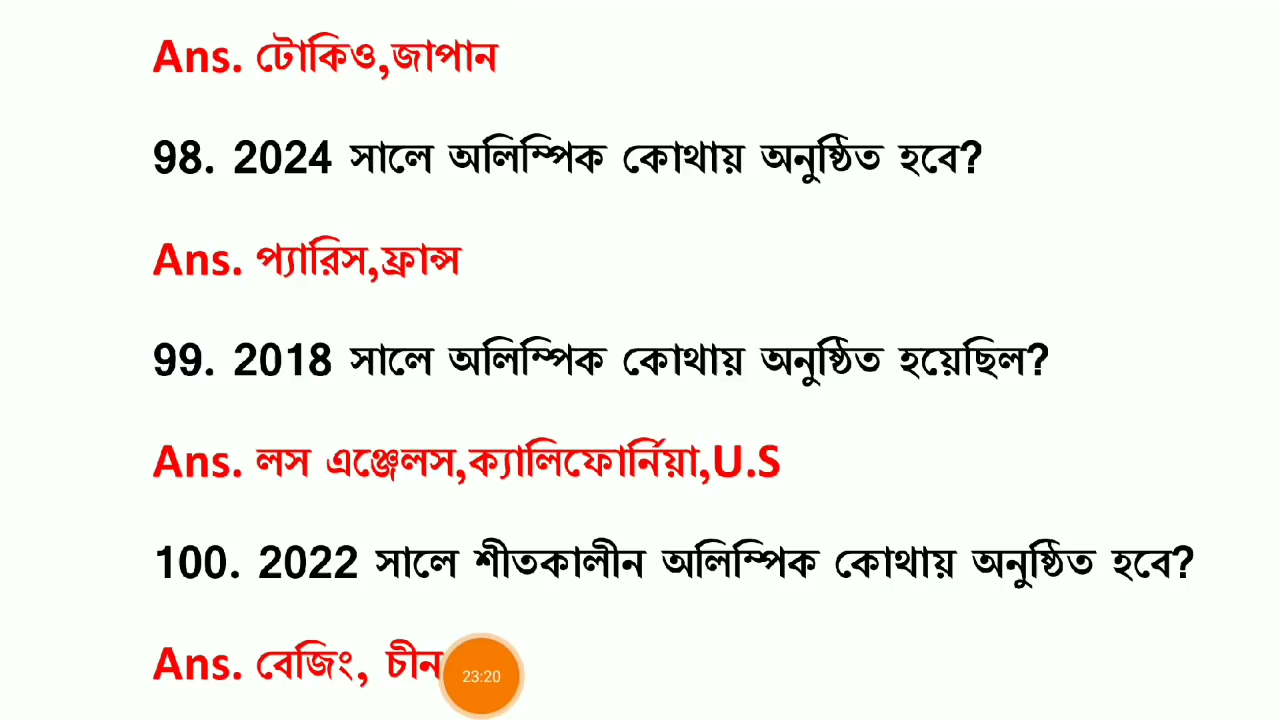 Ans. টোকিও,জাপান
98. 2024 সালে অলিম্পিক কোথায় অনুষ্ঠিত হবে?
Ans. প্যারিস,ফ্রান্স
99. 2018 সালে অলিম্পিক কোথায় অনুষ্ঠিত হয়েছিল?
Ans. লস এঞ্জেলস,ক্যালিফোর্নিয়া,U.S
100. 2022 সালে শীতকালীন অলিম্পিক কোথায় অনুষ্ঠিত হবে?
Ans. বেজিং, চীন
23:20